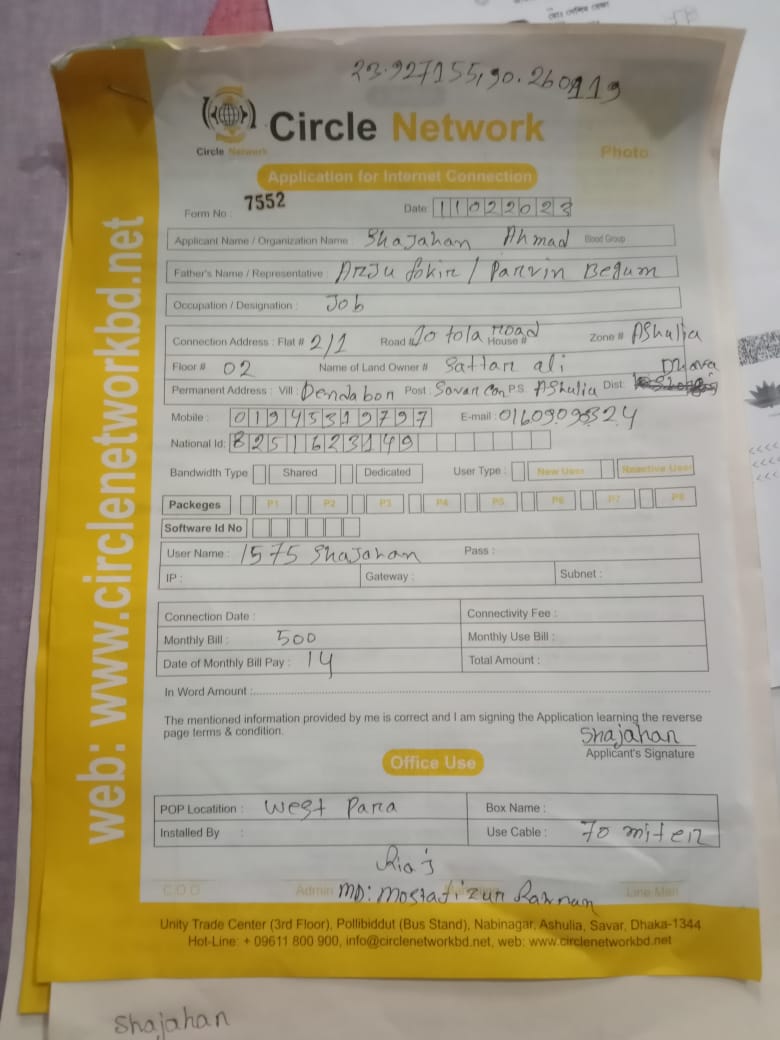 23.927155,90.260119
Circle Network
Circle Network
Photo
Application for Internet Connection
Form No : 7552 Date 11022023
Applicant Name / Organization Name : Shajahan Ahmad Blood Group :
Father's Name / Representative : Anju fokir / Parvin Begum
Occupation / Designation : Job
Connection Address : Flat # 2/1 Road # 10 tola Road House # Zone # AShulia
Floor # 02 Name of Land Owner # Sattar ali
Dhaka
Permanent Address : Vill : Dendabon Post : Savar Can P.S. AShulia Dist
Mobile : 01945319797 E-mail :
National Id: 8251623149
Bandwidth Type Shared Dedicated User Type : New User Reactive User
Packeges P1 P2 P3 P4 P5 P6 P7 P8
Software Id No
User Name : 1575 Shajahan Pass :
IP : Gateway : Subnet :
Connection Date : Connectivity Fee :
Monthly Bill : 500 Monthly Use Bill :
Date of Monthly Bill Pay : 14 Total Amount :
In Word Amount :
The mentioned information provided by me is correct and I am signing the Application learning the reverse
page terms & condition.
Shajahan
Applicant's Signature
Office Use
POP Locatition : West Para Box Name :
Installed By : Use Cable : 70 miter
Riaj
C.O.O Admin MD: Mostafizur Rahman Line-Man
Unity Trade Center (3rd Floor), Pollibiddut (Bus Stand), Nabinagar, Ashulia, Savar, Dhaka-1344
Hot-Line: + 09611 800 900, info@circlenetworkbd.net, web: www.circlenetworkbd.net
web: www.circlenetworkbd.net
Shajahan